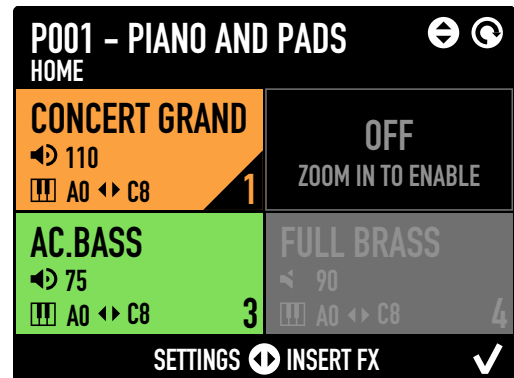 P001 - PIANO AND PADS
HOME
CONCERT GRAND
110
A0 C8
1
OFF
ZOOM IN TO ENABLE
AC.BASS
75
A0 C8
3
FULL BRASS
90
A0 C8
4
SETTINGS INSERT FX